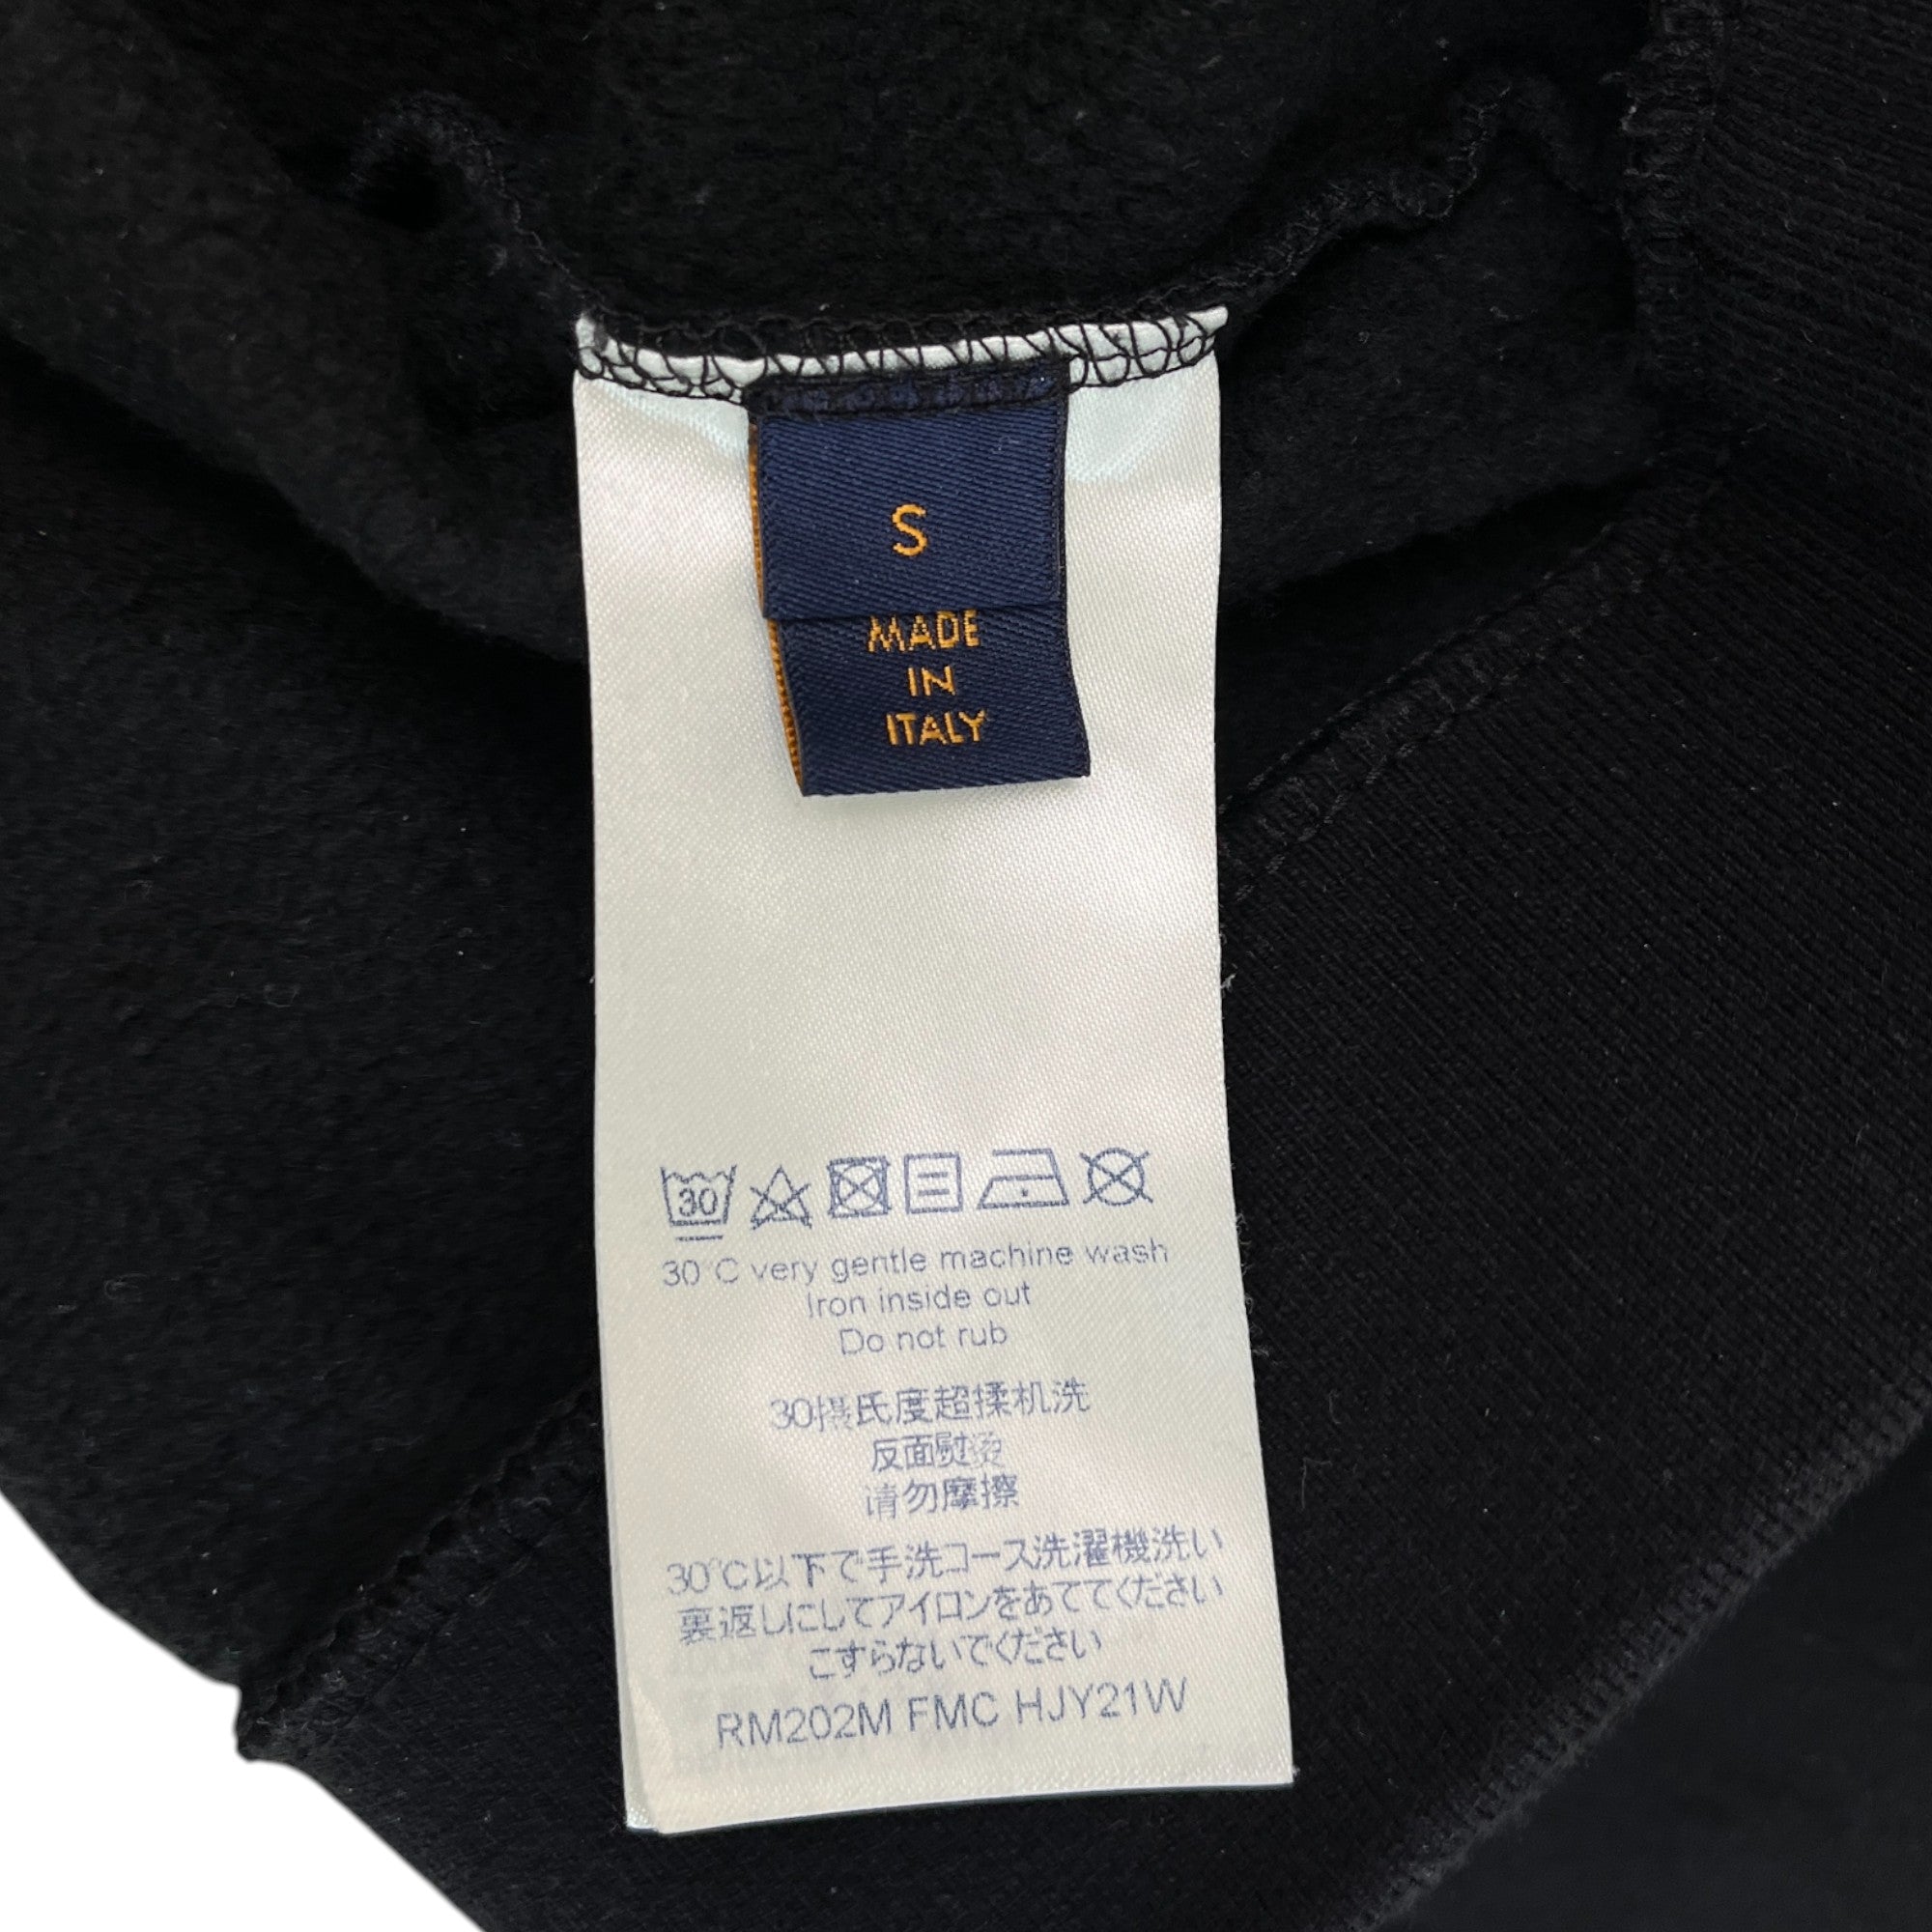 S
MADE
IN
ITALY
30
30°C very gentle machine wash
Iron inside out
Do not rub
30摄氏度超揉机洗
反面熨烫
请勿摩擦
30℃以下で手洗コース洗濯機洗い
裏返しにしてアイロンをあててください
こすらないでください
RM202M FMC HJY21W